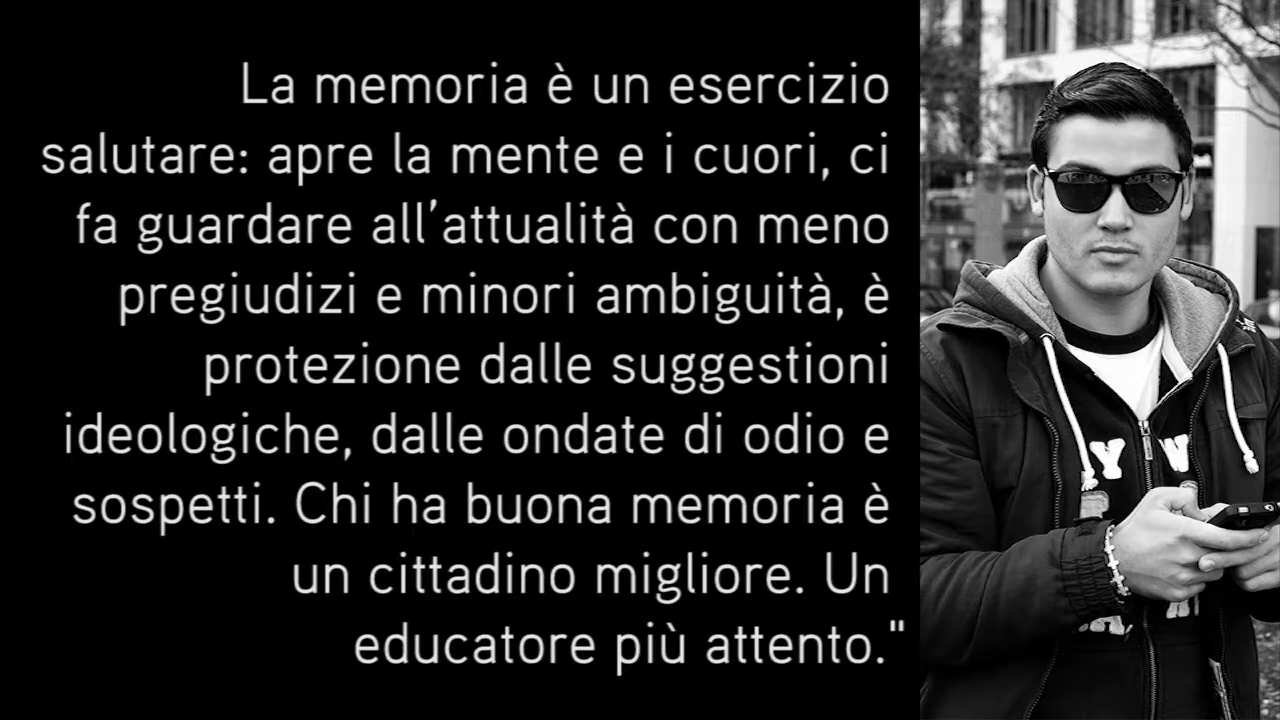 La memoria è un esercizio
salutare: apre la mente e i cuori, ci
fa guardare all’attualità con meno
pregiudizi e minori ambiguità, è
protezione dalle suggestioni
ideologiche, dalle ondate di odio e
sospetti. Chi ha buona memoria è
un cittadino migliore. Un
educatore più attento."